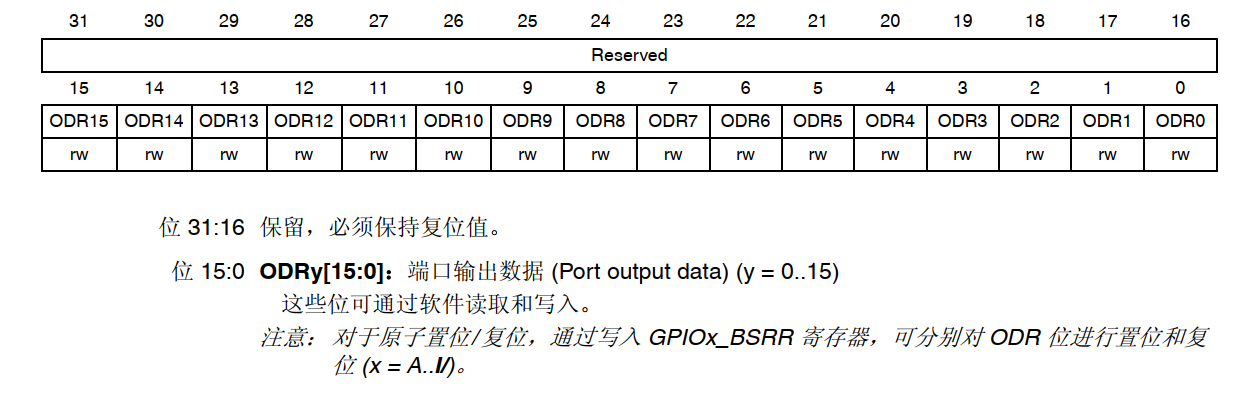 31 30 29 28 27 26 25 24 23 22 21 20 19 18 17 16
Reserved
15 14 13 12 11 10 9 8 7 6 5 4 3 2 1 0
ODR15 ODR14 ODR13 ODR12 ODR11 ODR10 ODR9 ODR8 ODR7 ODR6 ODR5 ODR4 ODR3 ODR2 ODR1 ODR0
rw rw rw rw rw rw rw rw rw rw rw rw rw rw rw rw
位 31:16 保留，必须保持复位值。
位 15:0 ODRy[15:0]：端口输出数据 (Port output data) (y = 0..15)
这些位可通过软件读取和写入。
注意：对于原子置位/复位，通过写入 GPIOx_BSRR 寄存器，可分别对 ODR 位进行置位和复
位 (x = A..I/)。